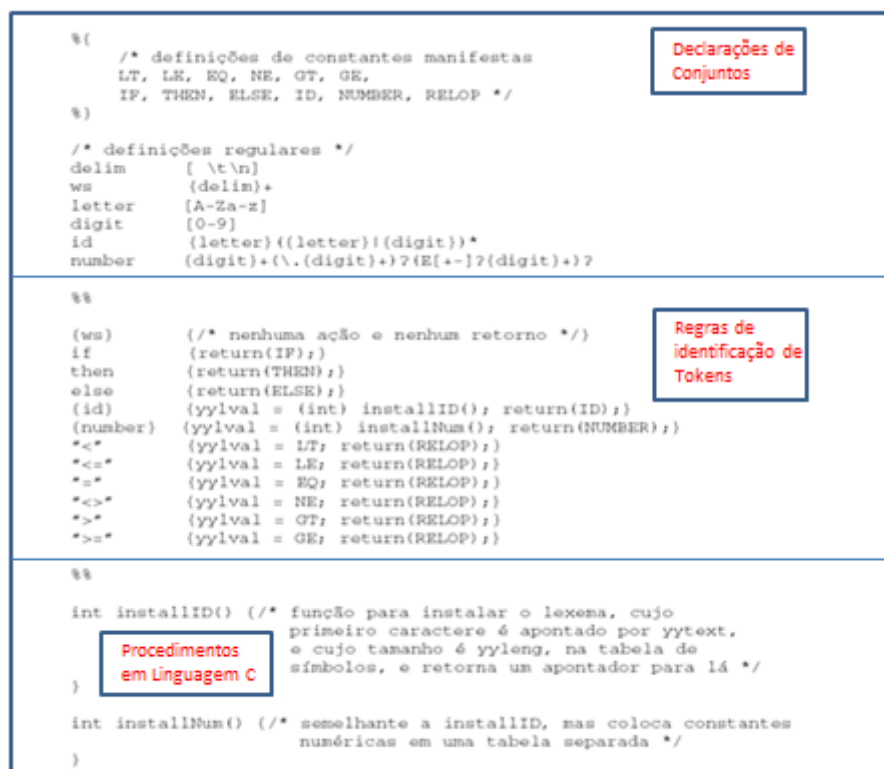 %{
/* definições de constantes manifestas
LT, LE, EQ, NE, GT, GE,
IF, THEN, ELSE, ID, NUMBER, RELOP */
%}
Declarações de
Conjuntos
/* definições regulares */
delim [ \t\n]
ws {delim}+
letter [A-Za-z]
digit [0-9]
id {letter}({letter}|{digit})*
number {digit}+(\.{digit}+)?(E[+-]?{digit}+)?
%%
Regras de
identificação de
Tokens
{ws} {/* nenhuma ação e nenhum retorno */}
if {return(IF);}
then {return(THEN);}
else {return(ELSE);}
{id} {yylval = (int) installID(); return(ID);}
{number} {yylval = (int) installNum(); return(NUMBER);}
"<" {yylval = LT; return(RELOP);}
"<=" {yylval = LE; return(RELOP);}
"=" {yylval = EQ; return(RELOP);}
"<>" {yylval = NE; return(RELOP);}
">" {yylval = GT; return(RELOP);}
">=" {yylval = GE; return(RELOP);}
%%
int installID() {/* função para instalar o lexema, cujo
primeiro caractere é apontado por yytext,
e cujo tamanho é yyleng, na tabela de
símbolos, e retorna um apontador para lá */
}
Procedimentos
em Linguagem C
int installNum() {/* semelhante a installID, mas coloca constantes
numéricas em uma tabela separada */
}